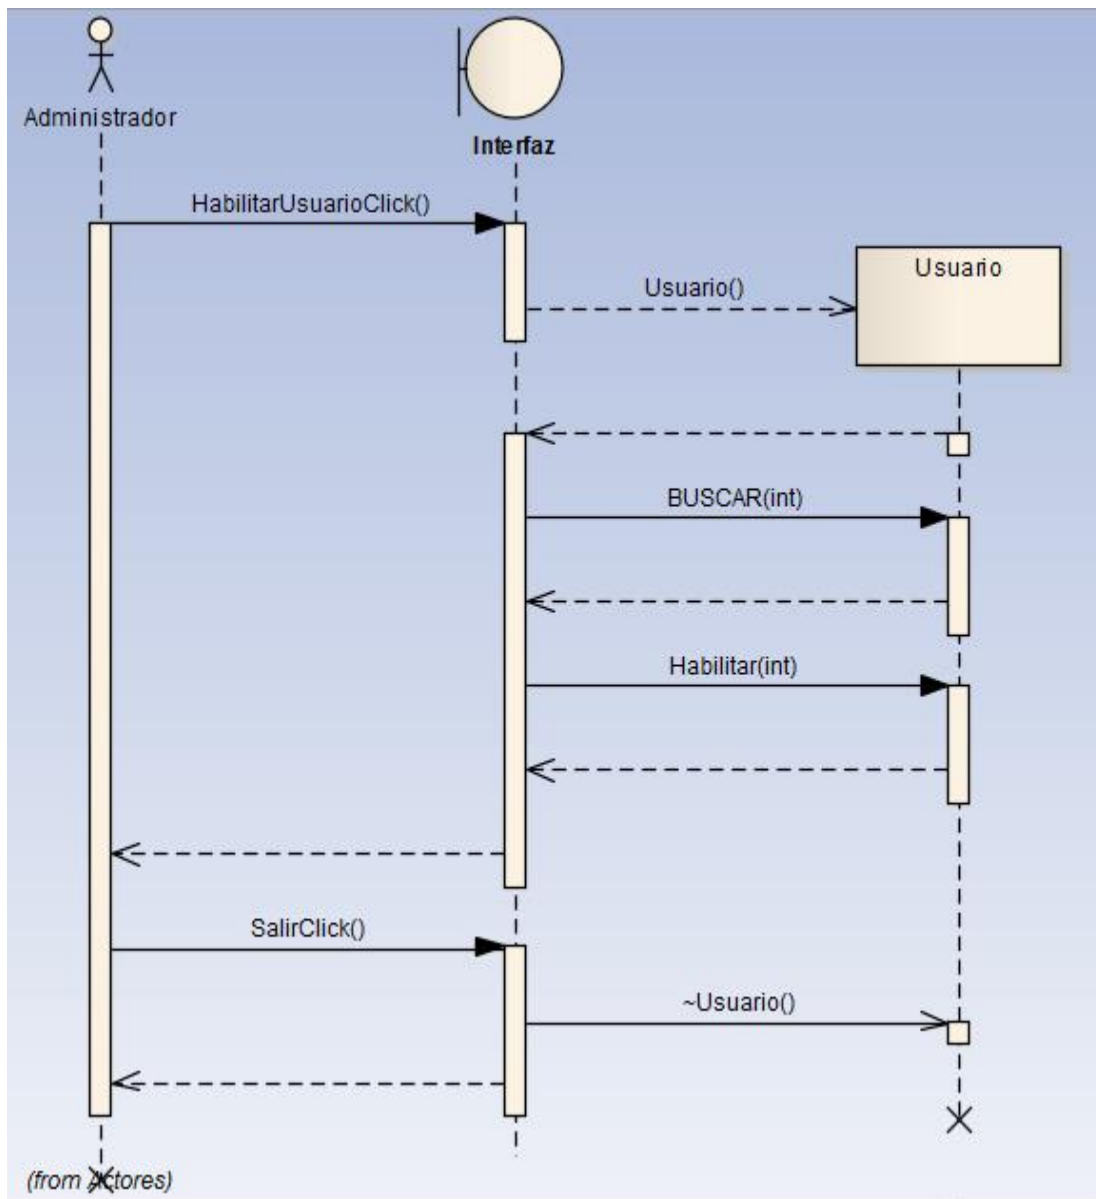 Administrador
Interfaz
HabilitarUsuarioClick()
Usuario
Usuario()
BUSCAR(int)
Habilitar(int)
SalirClick()
~Usuario()
(from Actores)